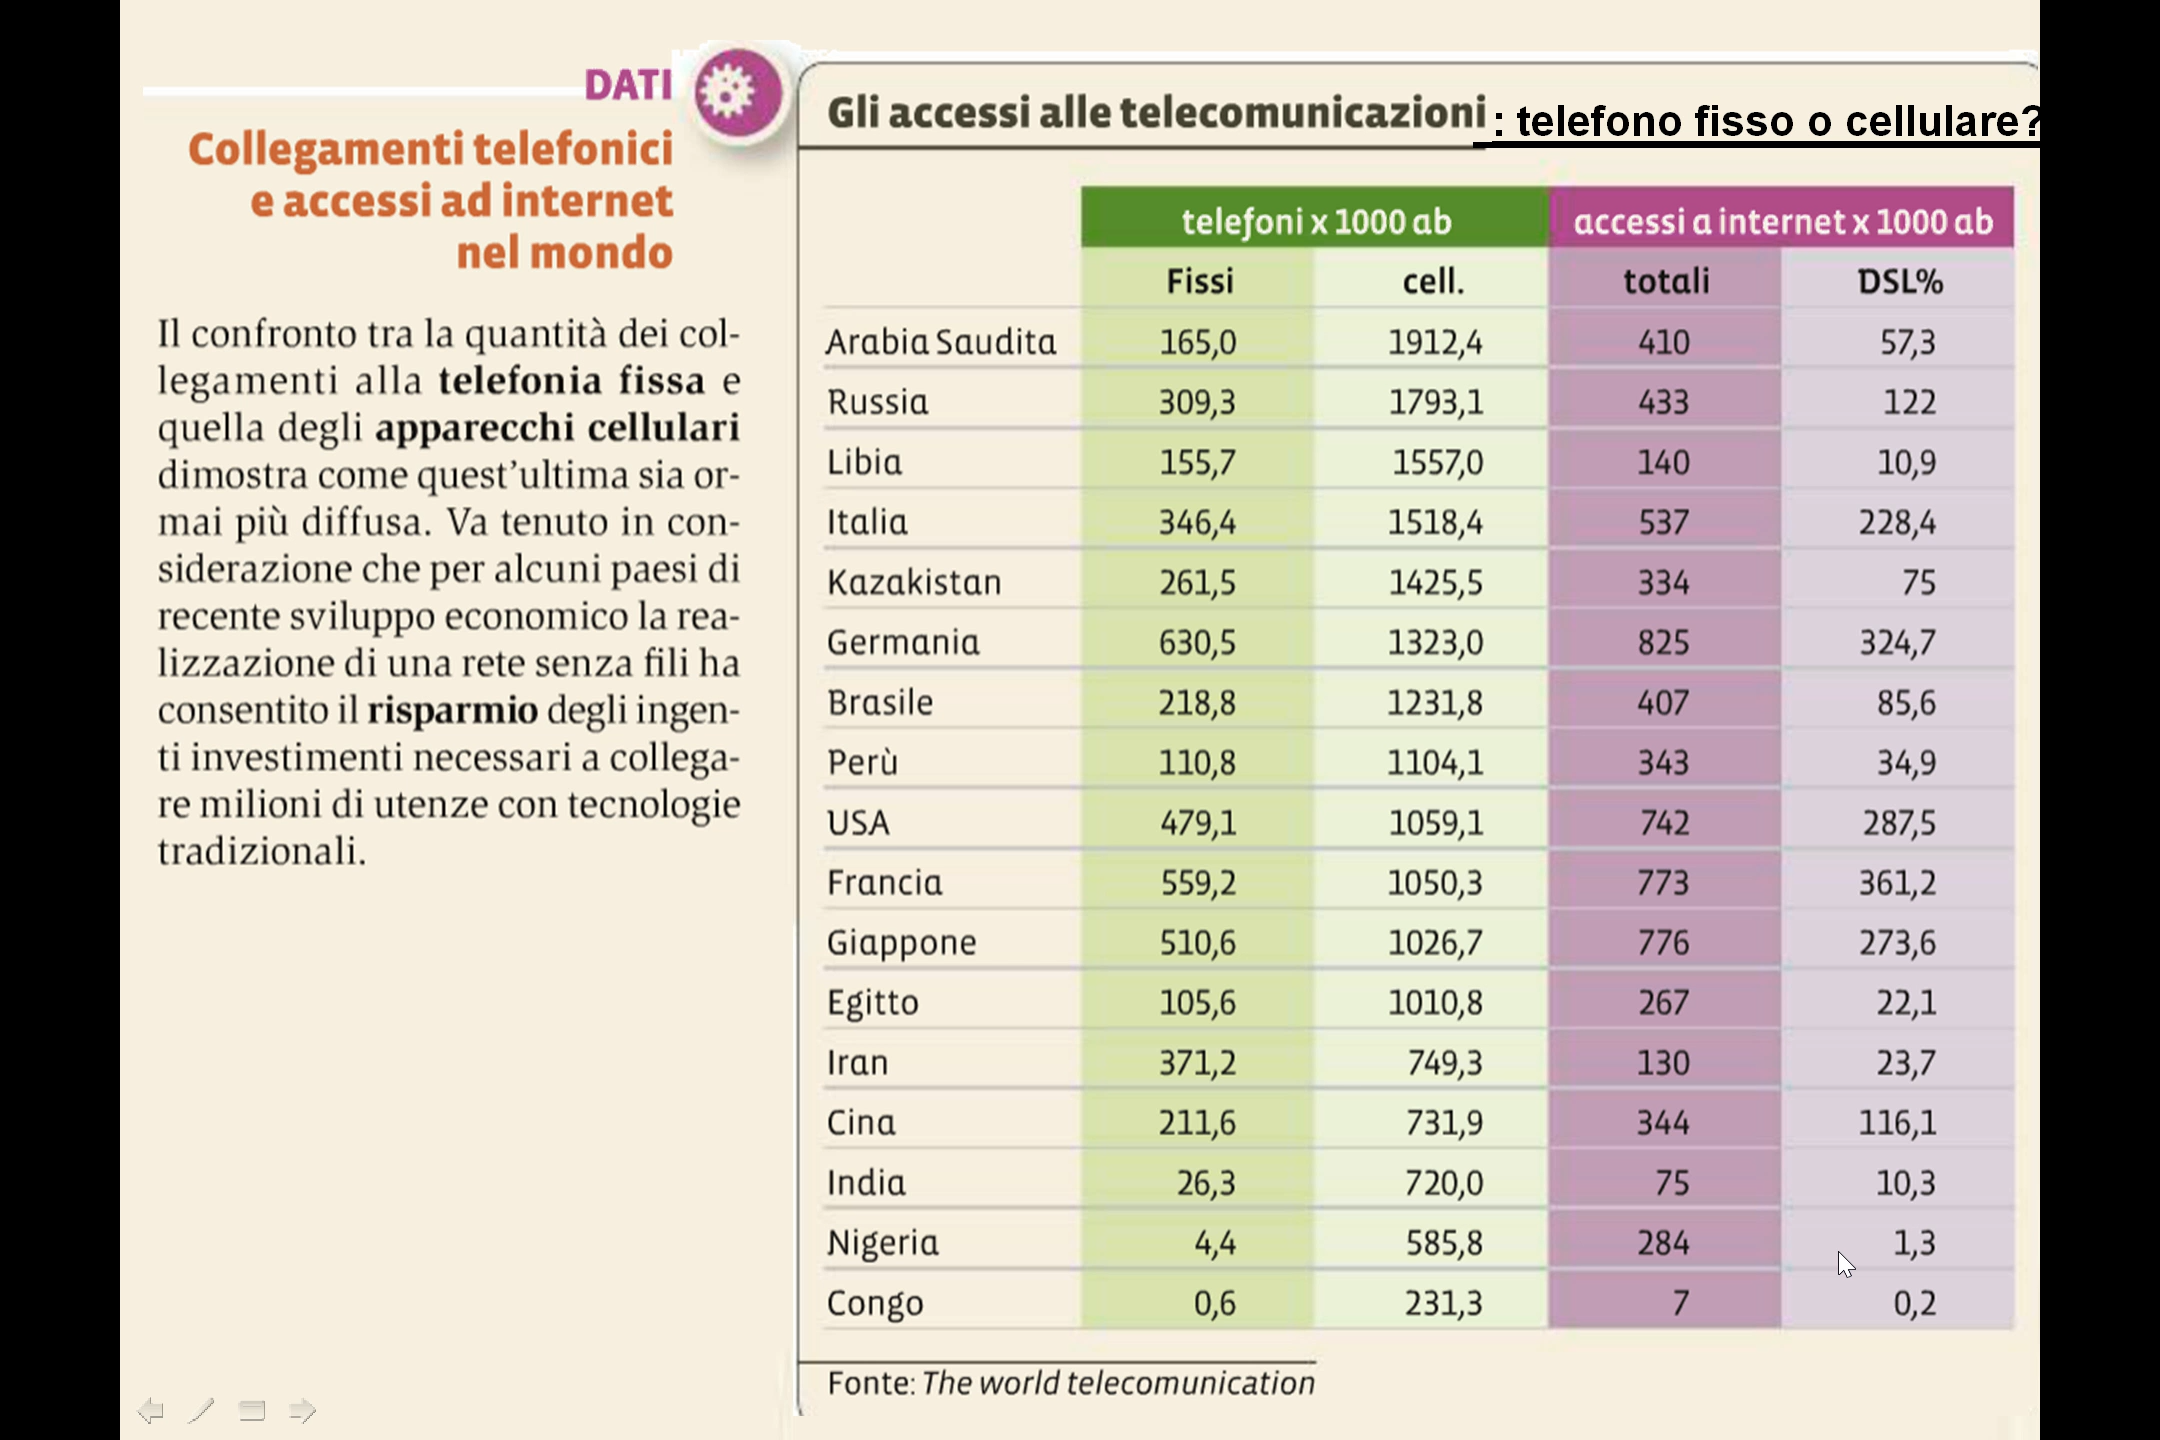 DATI
Collegamenti telefonici
e accessi ad internet
nel mondo
Il confronto tra la quantità dei col-
legamenti alla telefonia fissa e
quella degli apparecchi cellulari
dimostra come quest’ultima sia or-
mai più diffusa. Va tenuto in con-
siderazione che per alcuni paesi di
recente sviluppo economico la rea-
lizzazione di una rete senza fili ha
consentito il risparmio degli ingen-
ti investimenti necessari a collega-
re milioni di utenze con tecnologie
tradizionali.
Gli accessi alle telecomunicazioni : telefono fisso o cellulare?
telefoni x 1000 ab accessi a internet x 1000 ab
Fissi cell. totali DSL%
Arabia Saudita 165,0 1912,4 410 57,3
Russia 309,3 1793,1 433 122
Libia 155,7 1557,0 140 10,9
Italia 346,4 1518,4 537 228,4
Kazakistan 261,5 1425,5 334 75
Germania 630,5 1323,0 825 324,7
Brasile 218,8 1231,8 407 85,6
Perù 110,8 1104,1 343 34,9
USA 479,1 1059,1 742 287,5
Francia 559,2 1050,3 773 361,2
Giappone 510,6 1026,7 776 273,6
Egitto 105,6 1010,8 267 22,1
Iran 371,2 749,3 130 23,7
Cina 211,6 731,9 344 116,1
India 26,3 720,0 75 10,3
Nigeria 4,4 585,8 284 1,3
Congo 0,6 231,3 7 0,2
Fonte: The world telecomunication